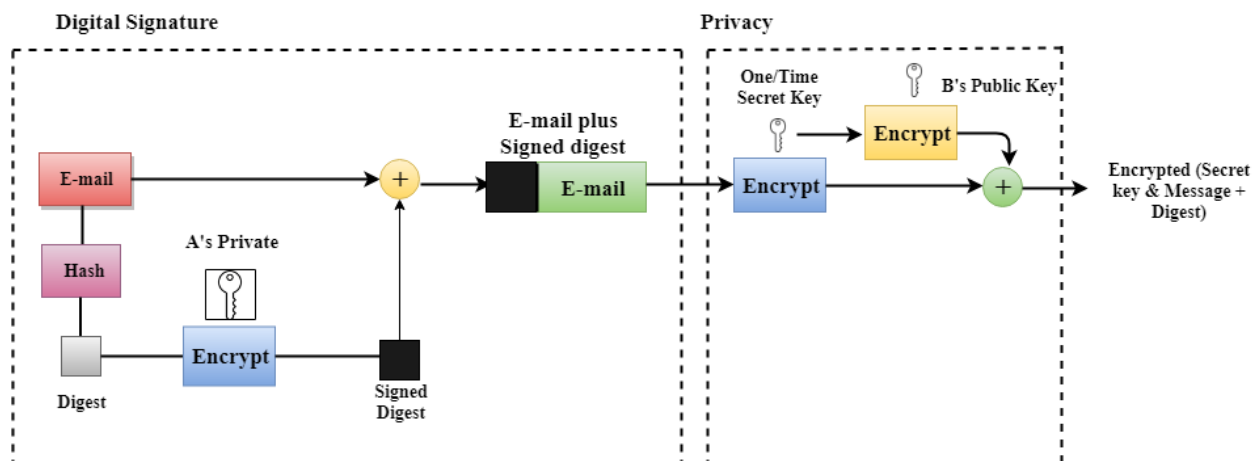 Digital Signature
Privacy
One/Time
Secret Key
B's Public Key
E-mail plus
Signed digest
Encrypt
E-mail
+
E-mail
Encrypt
+
Encrypted (Secret
key & Message +
Digest)
A's Private
Hash
Encrypt
Digest
Signed
Digest